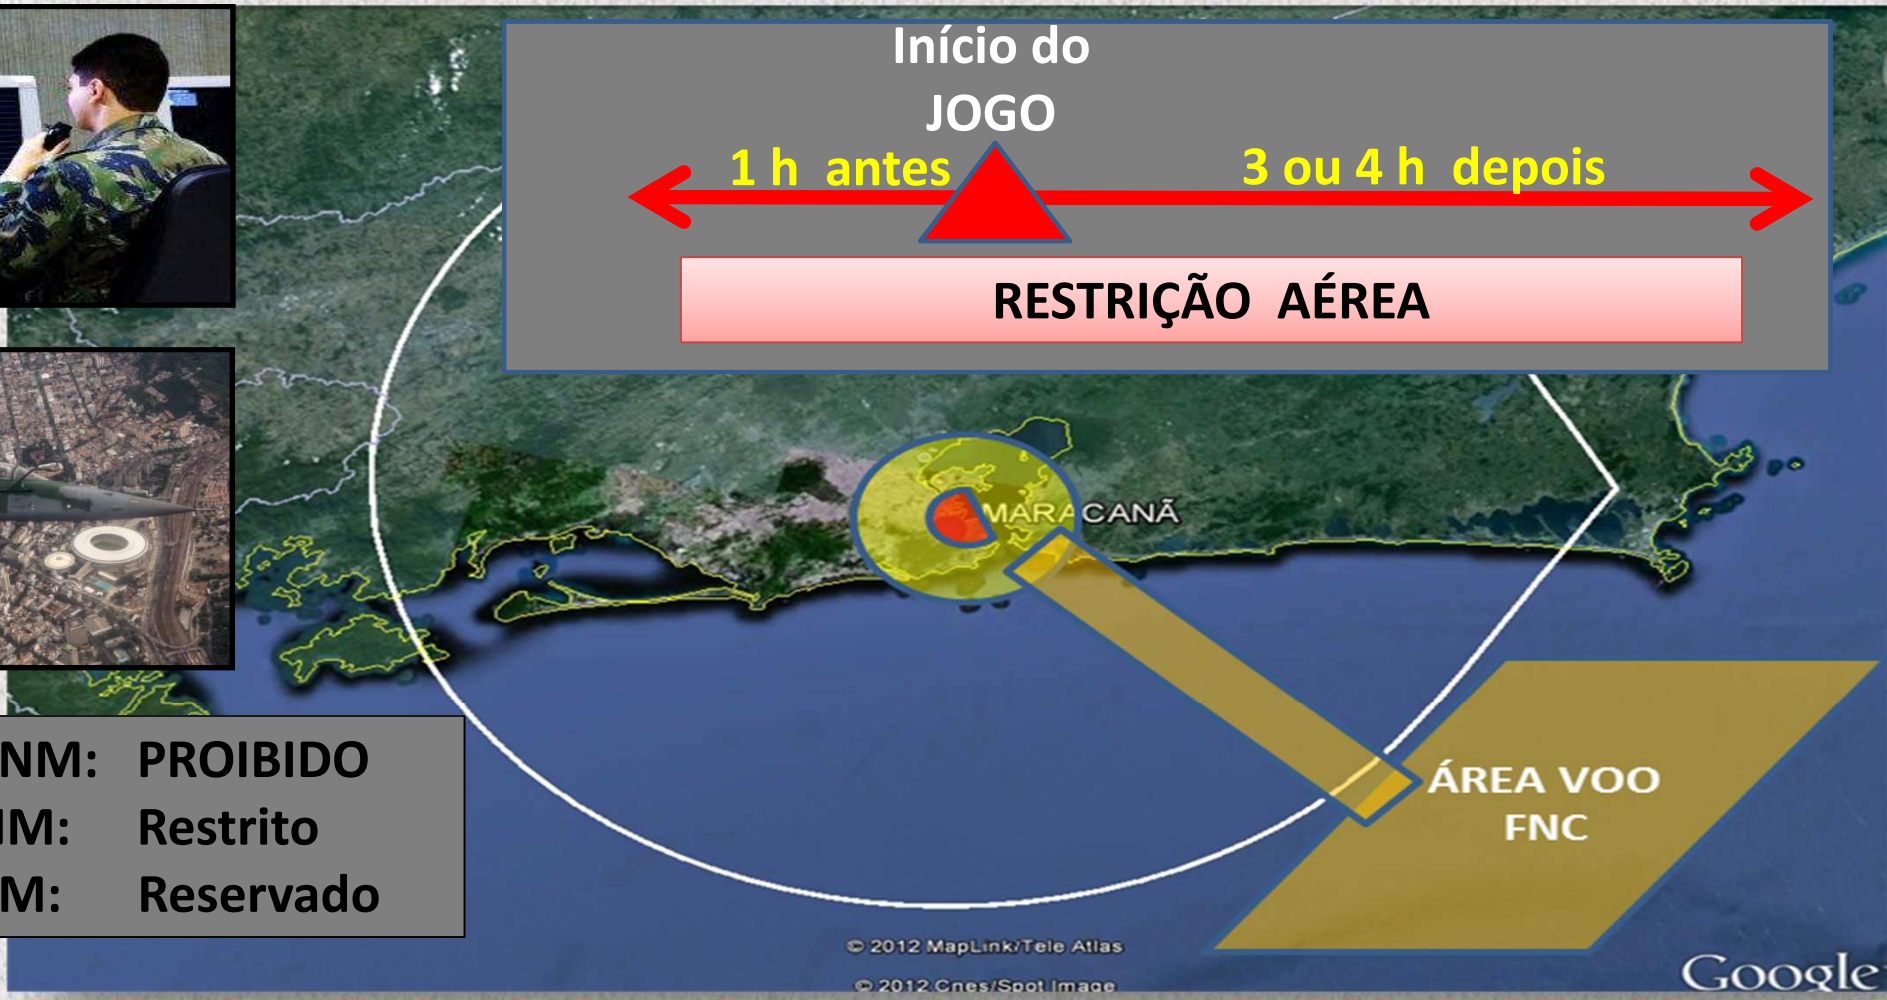 Início do
JOGO
1 h antes
3 ou 4 h depois
RESTRIÇÃO AÉREA
MARACANÃ
NM: PROIBIDO
M: Restrito
M: Reservado
ÁREA VOO
FNC
© 2012 MapLink/Tele Atlas
© 2012 Cnes/Spot Image
Google